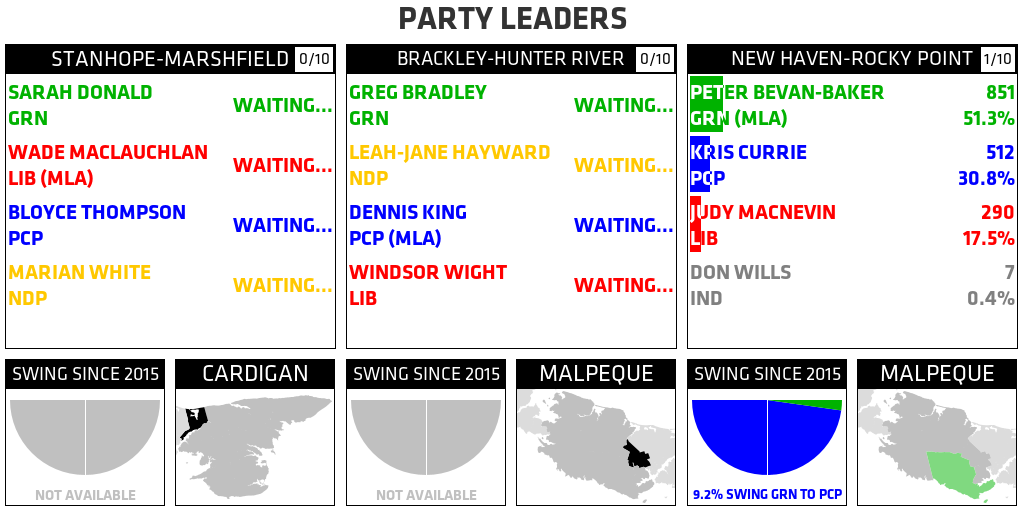 PARTY LEADERS
STANHOPE-MARSHFIELD 0/10
SARAH DONALD
GRN
WAITING...
WADE MACLAUCHLAN
LIB (MLA)
WAITING...
BLOYCE THOMPSON
PCP
WAITING...
MARIAN WHITE
NDP
WAITING...
BRACKLEY-HUNTER RIVER 0/10
GREG BRADLEY
GRN
WAITING...
LEAH-JANE HAYWARD
NDP
WAITING...
DENNIS KING
PCP (MLA)
WAITING...
WINDSOR WIGHT
LIB
WAITING...
NEW HAVEN-ROCKY POINT 1/10
PETER BEVAN-BAKER 851
GRN (MLA) 51.3%
KRIS CURRIE 512
PCP 30.8%
JUDY MACNEVIN 290
LIB 17.5%
DON WILLS 7
IND 0.4%
SWING SINCE 2015
NOT AVAILABLE
CARDIGAN
SWING SINCE 2015
NOT AVAILABLE
MALPEQUE
SWING SINCE 2015
9.2% SWING GRN TO PCP
MALPEQUE